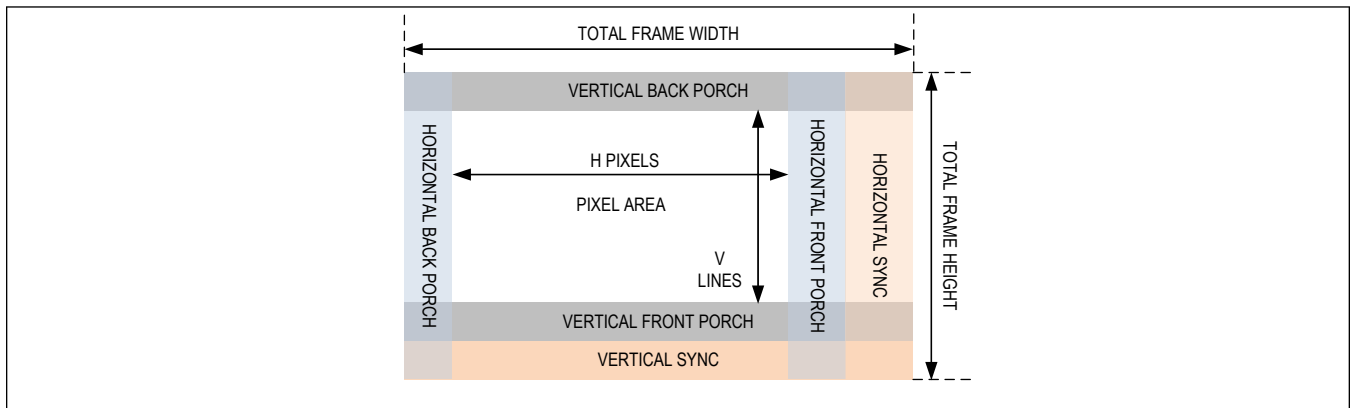 TOTAL FRAME WIDTH
VERTICAL BACK PORCH
HORIZONTAL BACK PORCH
H PIXELS
PIXEL AREA
V
LINES
HORIZONTAL FRONT PORCH
HORIZONTAL SYNC
TOTAL FRAME HEIGHT
VERTICAL FRONT PORCH
VERTICAL SYNC